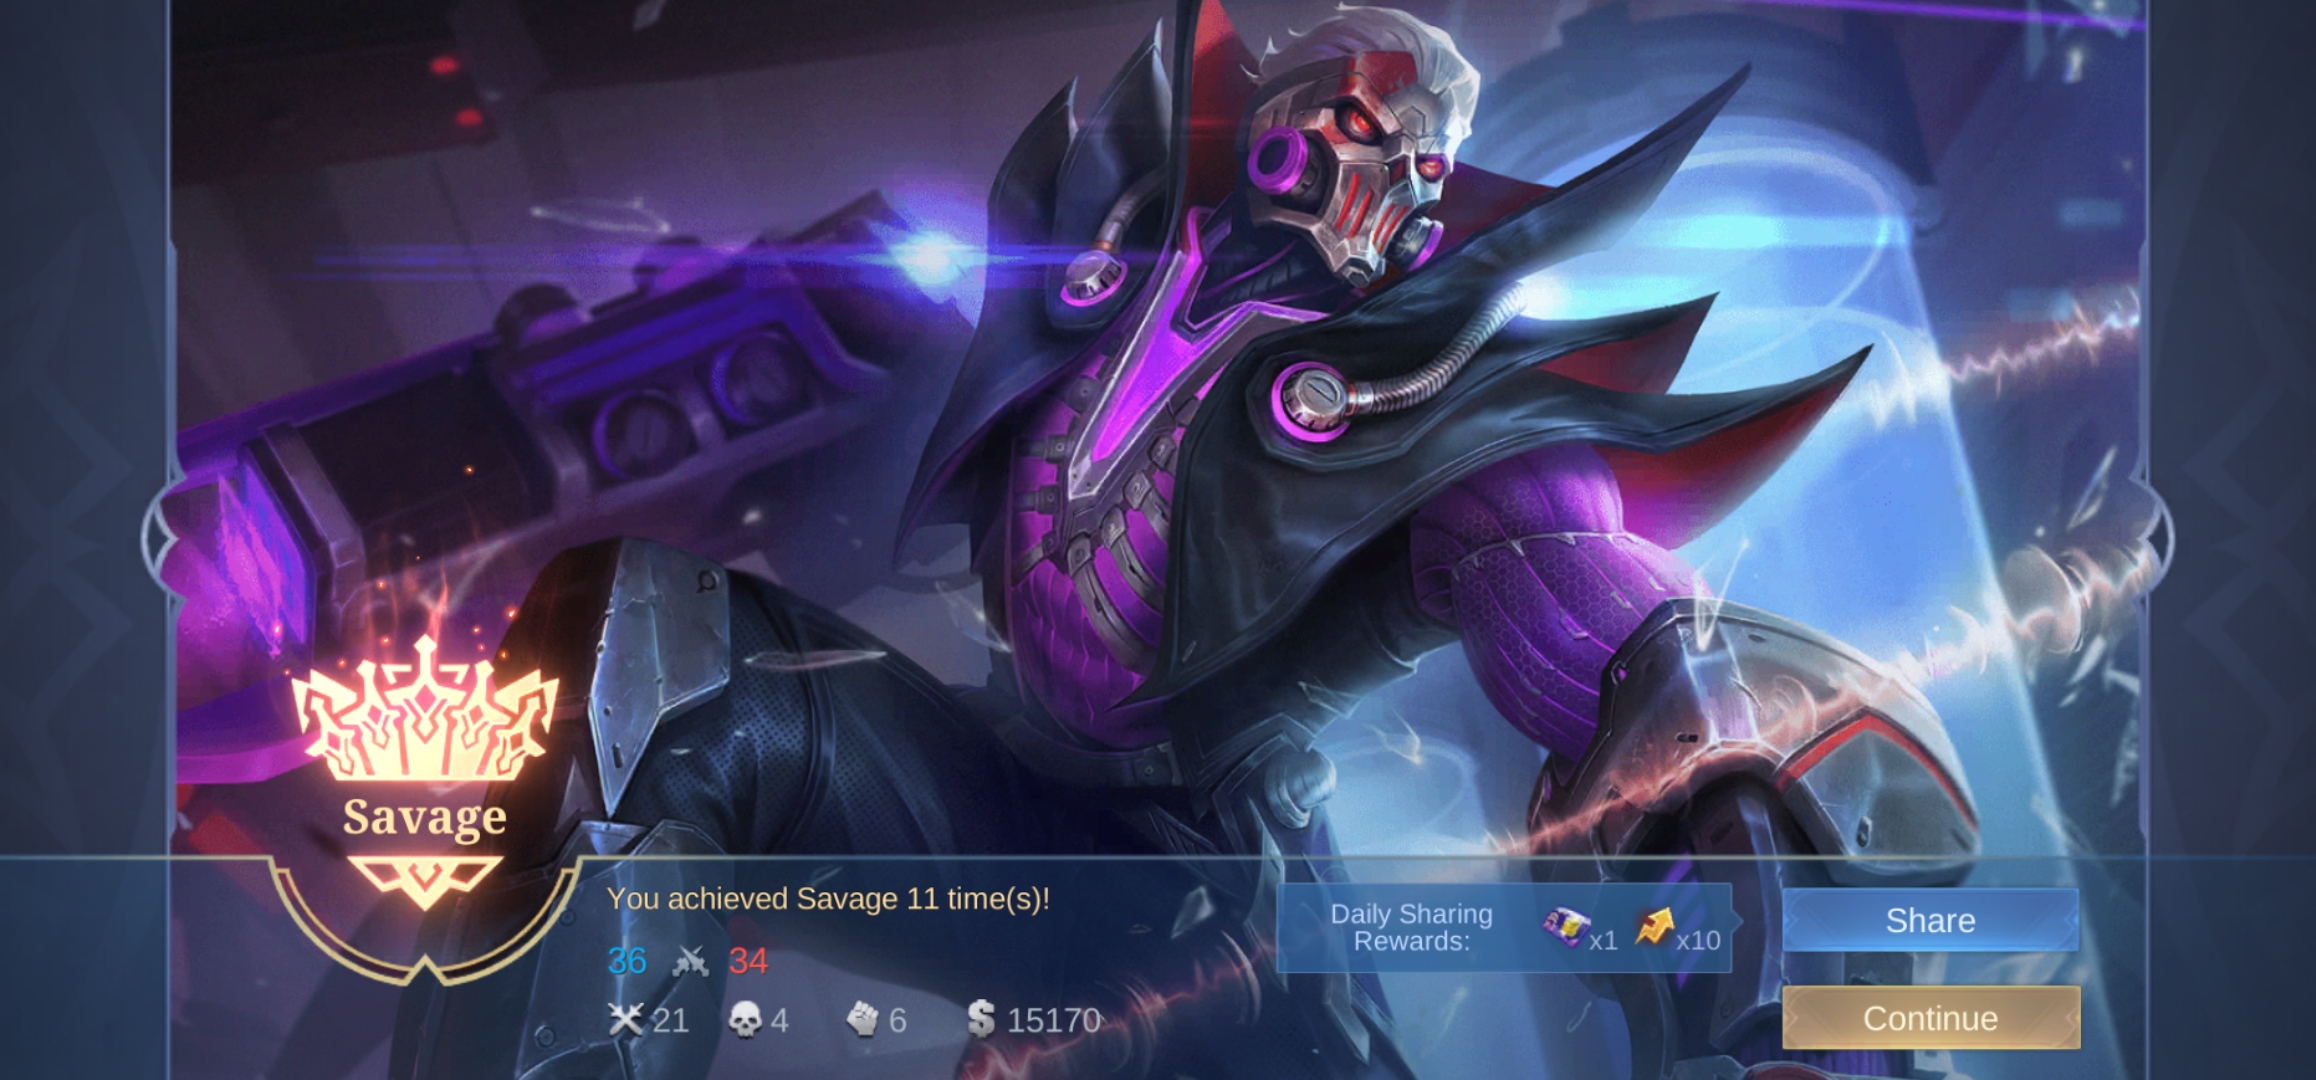 Savage
You achieved Savage 11 time(s)!
36 34
21 4 6 15170
Daily Sharing
Rewards:
x1 x10
Share
Continue